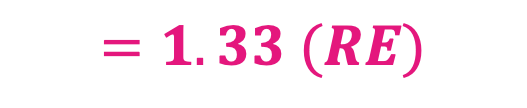 = 1.33 (RE)